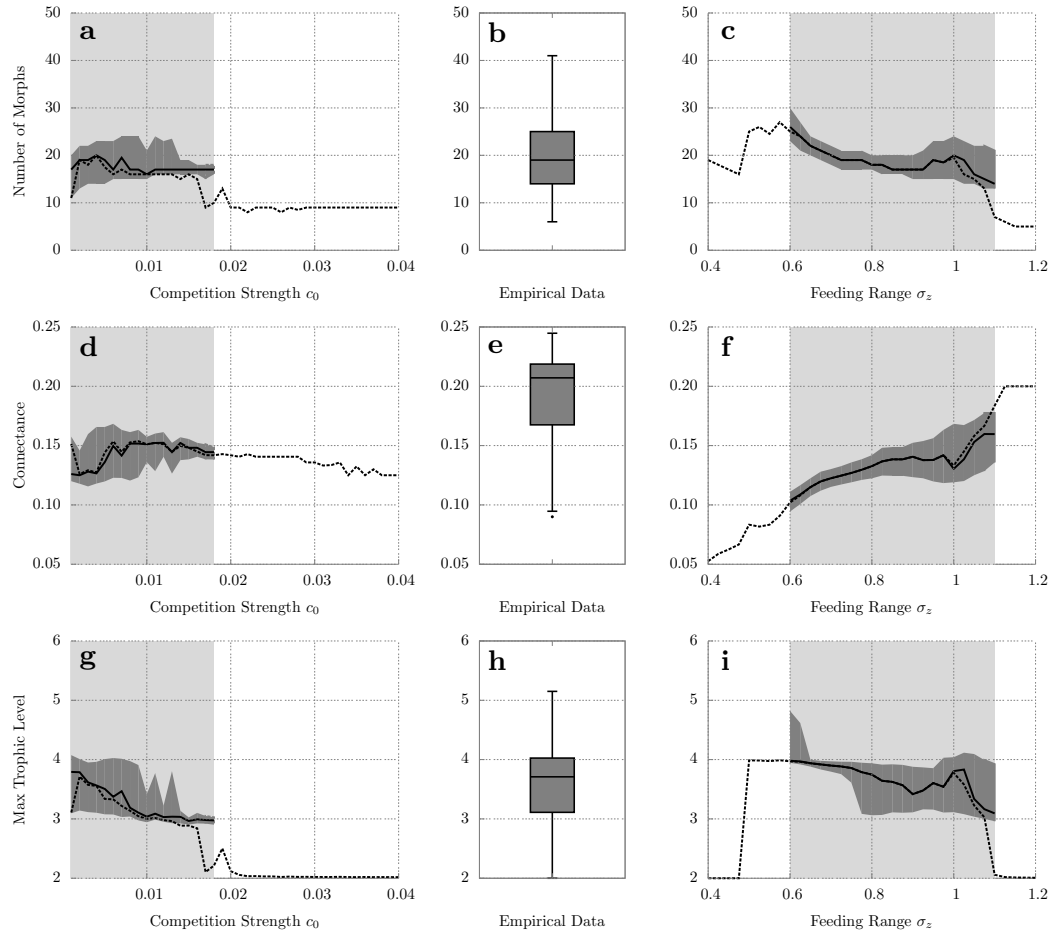 a
b
c
Number of Morphs
50
40
30
20
10
0
0.01 0.02 0.03 0.04
Competition Strength c₀
50
40
30
20
10
0
Empirical Data
50
40
30
20
10
0
0.4 0.6 0.8 1 1.2
Feeding Range σ_z
d
e
f
Connectance
0.25
0.20
0.15
0.10
0.05
0.01 0.02 0.03 0.04
Competition Strength c₀
0.25
0.20
0.15
0.10
0.05
Empirical Data
0.25
0.20
0.15
0.10
0.05
0.4 0.6 0.8 1 1.2
Feeding Range σ_z
g
h
i
Max Trophic Level
6
5
4
3
2
0.01 0.02 0.03 0.04
Competition Strength c₀
6
5
4
3
2
Empirical Data
6
5
4
3
2
0.4 0.6 0.8 1 1.2
Feeding Range σ_z